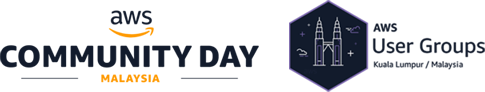 aws
COMMUNITY DAY
MALAYSIA
AWS
User Groups
Kuala Lumpur / Malaysia